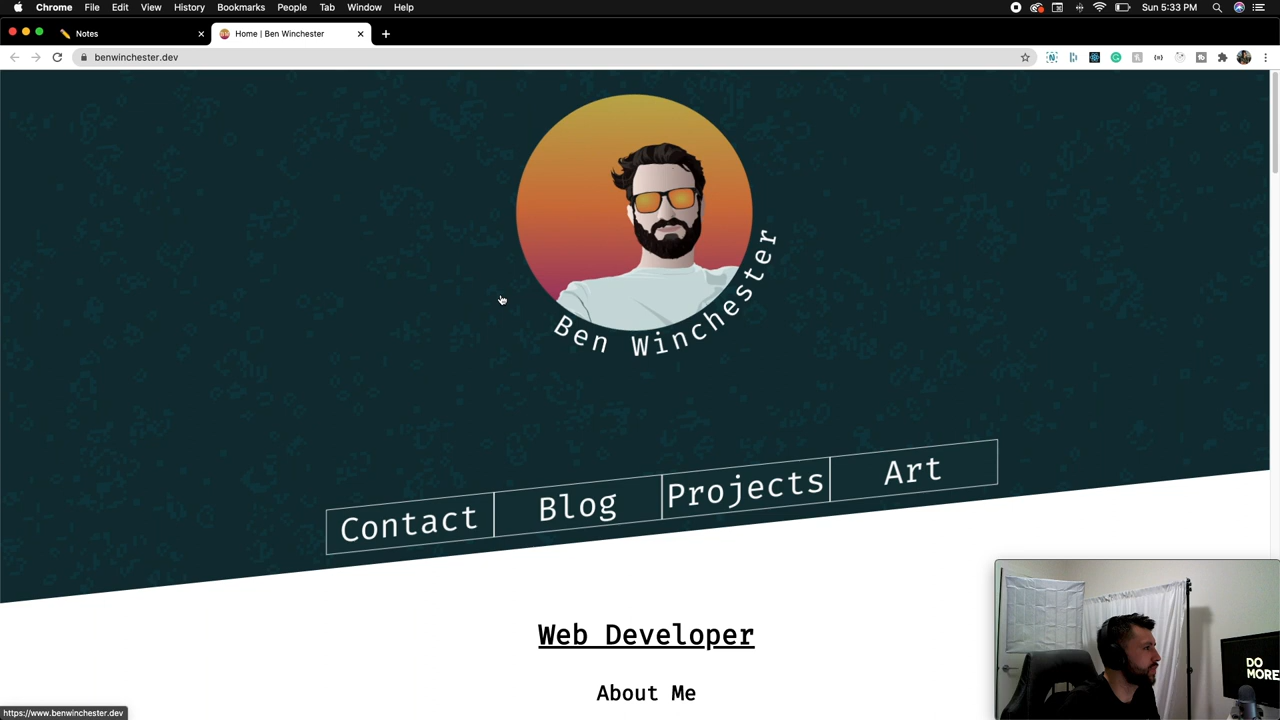 Chrome File Edit View History Bookmarks People Tab Window Help Sun 5:33 PM
Notes Home | Ben Winchester
benwinchester.dev
Ben Winchester
Contact Blog Projects Art
Web Developer
About Me
DO
MORE
https://www.benwinchester.dev